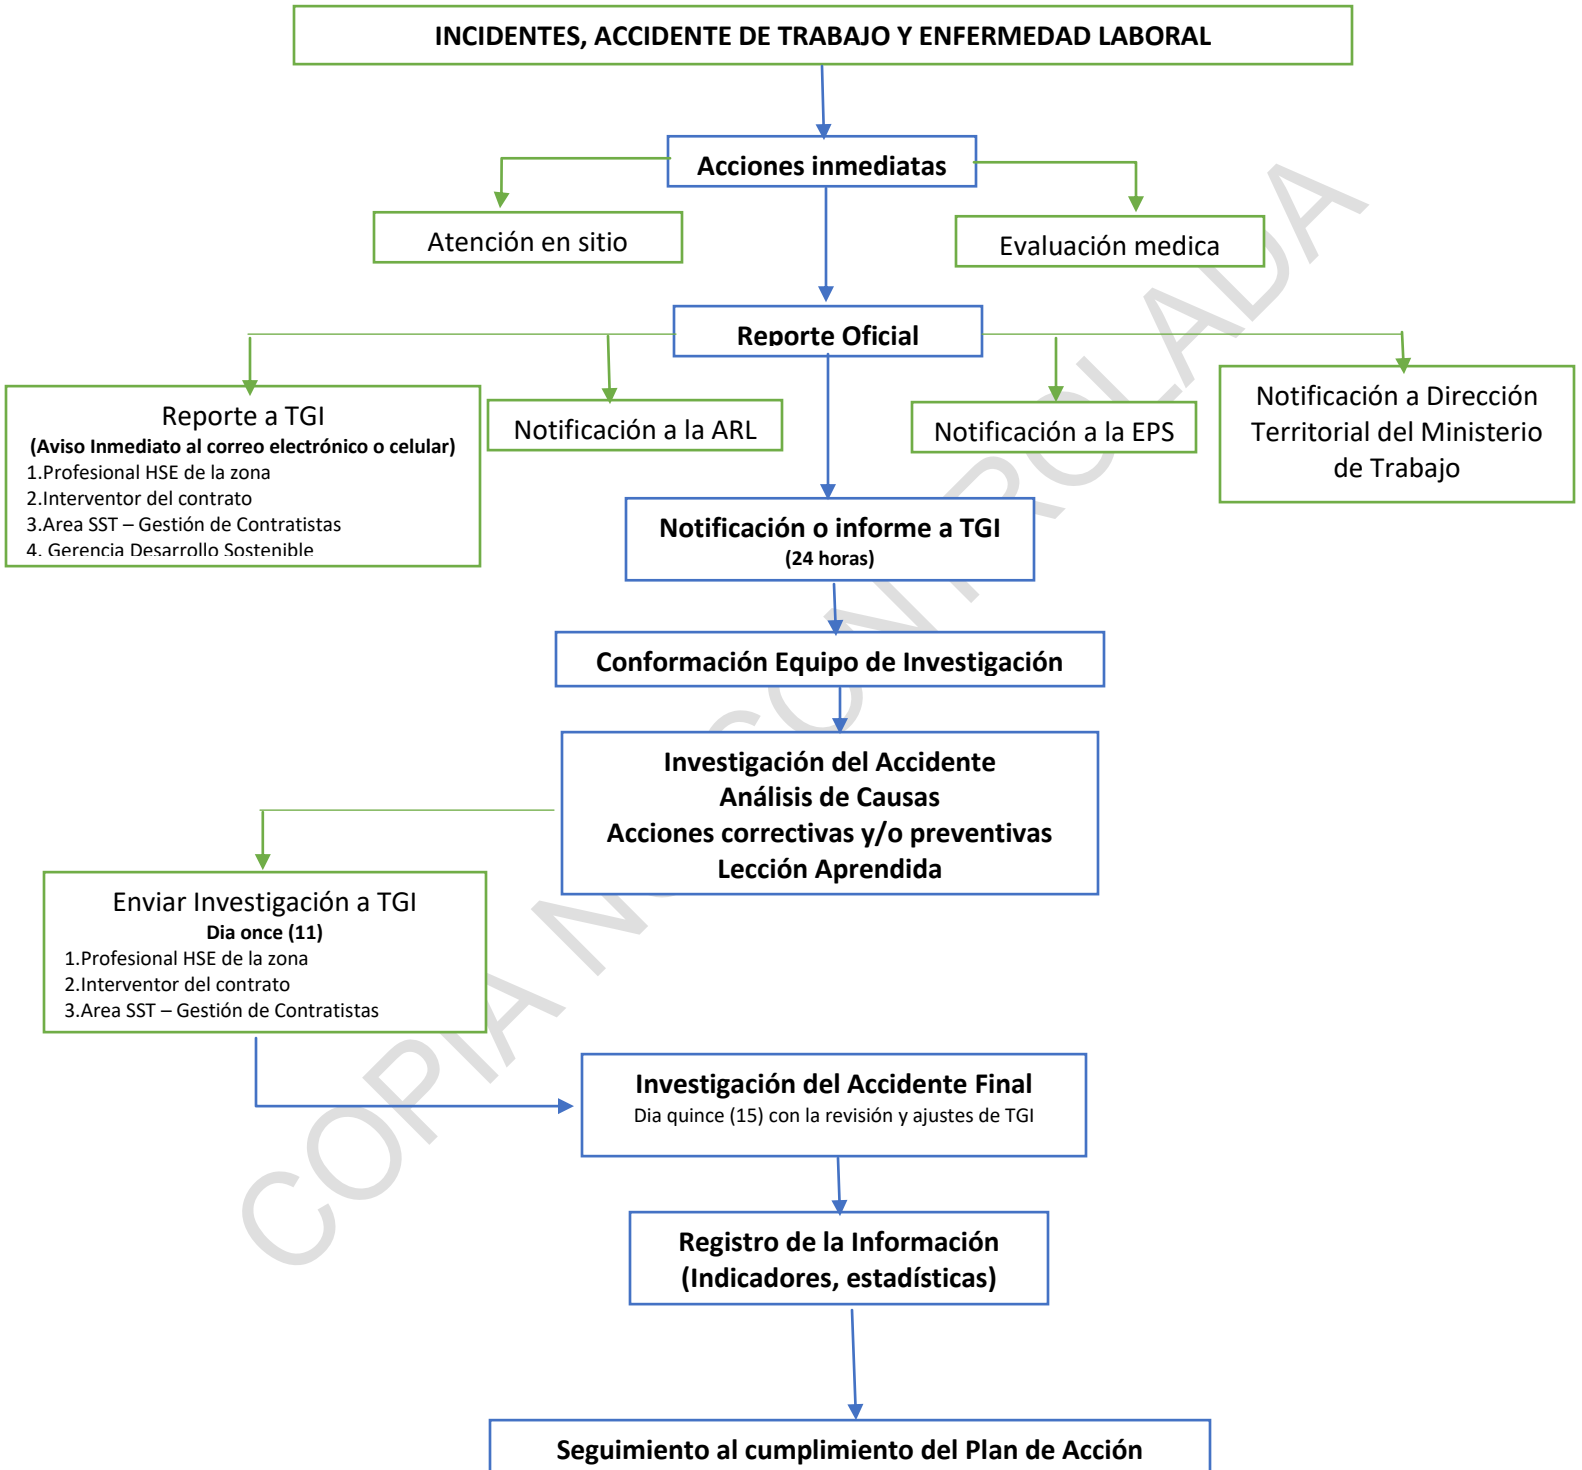 INCIDENTES, ACCIDENTE DE TRABAJO Y ENFERMEDAD LABORAL
Acciones inmediatas
Atención en sitio
Evaluación medica
Reporte Oficial
Reporte a TGI
(Aviso Inmediato al correo electrónico o celular)
1.Profesional HSE de la zona
2.Interventor del contrato
3.Area SST – Gestión de Contratistas
4. Gerencia Desarrollo Sostenible
Notificación a la ARL
Notificación a la EPS
Notificación a Dirección
Territorial del Ministerio
de Trabajo
Notificación o informe a TGI
(24 horas)
Conformación Equipo de Investigación
Investigación del Accidente
Análisis de Causas
Acciones correctivas y/o preventivas
Lección Aprendida
Enviar Investigación a TGI
Dia once (11)
1.Profesional HSE de la zona
2.Interventor del contrato
3.Area SST – Gestión de Contratistas
Investigación del Accidente Final
Dia quince (15) con la revisión y ajustes de TGI
Registro de la Información
(Indicadores, estadísticas)
Seguimiento al cumplimiento del Plan de Acción
COPIA NO CONTROLADA